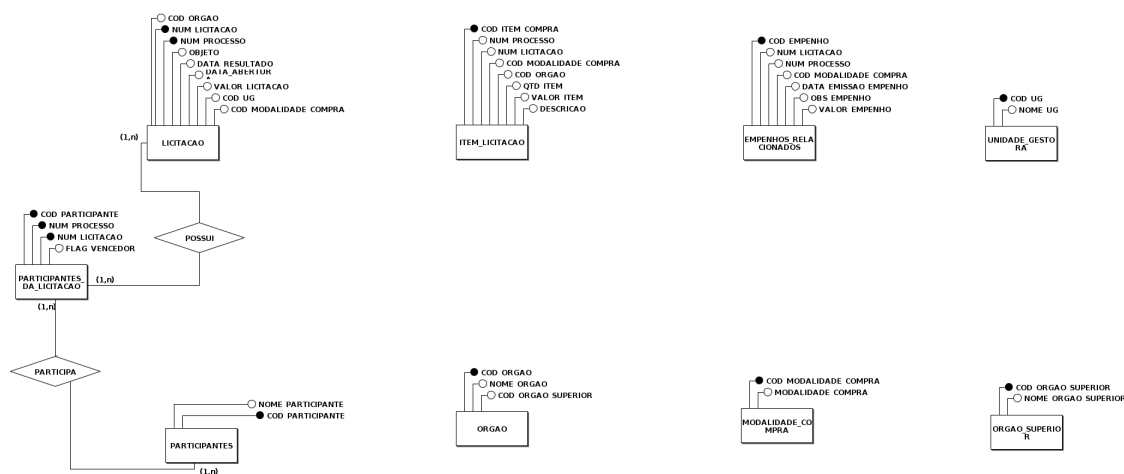 COD ORGAO
NUM LICITACAO
NUM PROCESSO
OBJETO
DATA RESULTADO
DATA_ABERTUR
A
VALOR LICITACAO
COD UG
COD MODALIDADE COMPRA
(1,n)
LICITACAO
COD ITEM COMPRA
NUM PROCESSO
NUM LICITACAO
COD MODALIDADE COMPRA
COD ORGAO
QTD ITEM
VALOR ITEM
DESCRICAO
ITEM_LICITACAO
COD EMPENHO
NUM LICITACAO
NUM PROCESSO
COD MODALIDADE COMPRA
DATA EMISSAO EMPENHO
OBS EMPENHO
VALOR EMPENHO
EMPENHOS_RELA
CIONADOS
COD UG
NOME UG
UNIDADE_GESTO
RA
COD PARTICIPANTE
NUM PROCESSO
NUM LICITACAO
FLAG VENCEDOR
POSSUI
PARTICIPANTES_
DA_LICITACAO
(1,n)
(1,n)
PARTICIPA
NOME PARTICIPANTE
COD PARTICIPANTE
PARTICIPANTES
(1,n)
COD ORGAO
NOME ORGAO
COD ORGAO SUPERIOR
ORGAO
COD MODALIDADE COMPRA
MODALIDADE COMPRA
MODALIDADE_CO
MPRA
COD ORGAO SUPERIOR
NOME ORGAO SUPERIOR
ORGAO_SUPERIO
R